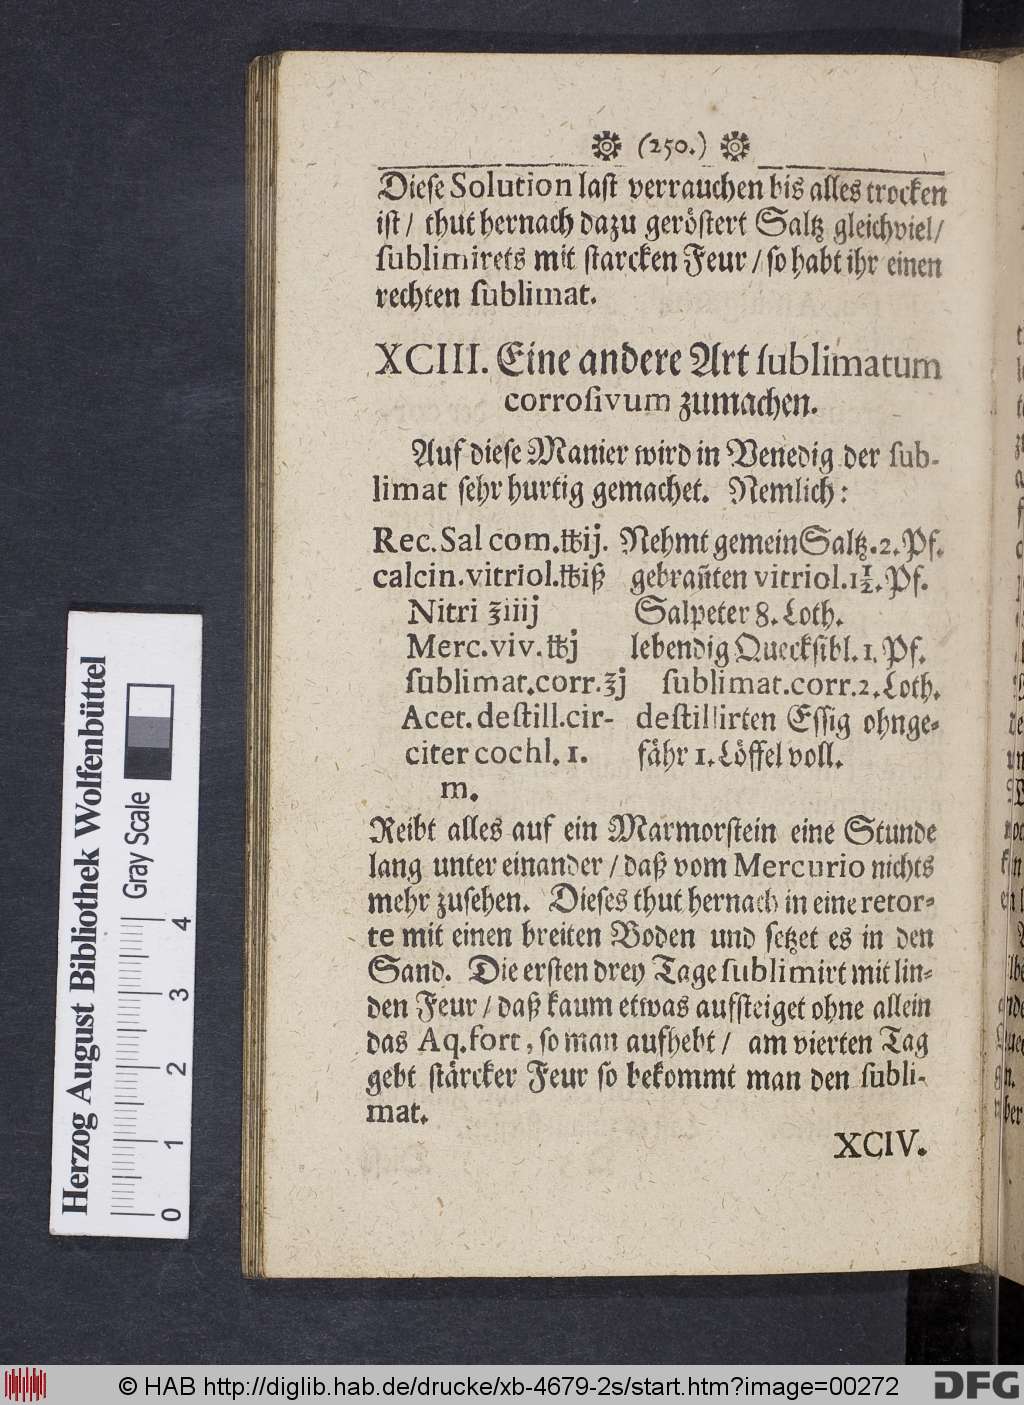 (250.)
Dieſe Solution laſt verrauchen bis alles trocken
iſt / thut hernach dazu geröſtert Saltz gleichviel /
ſublimirets mit ſtarcken Feur / ſo habt ihr einen
rechten ſublimat.
XCIII. Eine andere Art ſublimatum
corroſivum zumachen.
Auf dieſe Manier wird in Venedig der ſub-
limat ſehr hurtig gemachet. Nemlich:
Rec. Sal com. ℔ij. Nehmt gemein Saltz. 2. Pf.
calcin. vitriol. ℔iß gebrañten vitriol. 1½. Pf.
Nitri ℥iiij Salpeter 8. Loth.
Merc. viv. ℔j lebendig Queckſibl. 1. Pf.
ſublimat. corr. ℥j ſublimat. corr. 2. Loth.
Acet. deſtill. cir- deſtillirten Eſſig ohnge-
citer cochl. 1. fähr 1. Löffel voll.
m.
Reibt alles auf ein Marmorſtein eine Stunde
lang unter einander / daß vom Mercurio nichts
mehr zuſehen. Dieſes thut hernach in eine retor-
te mit einen breiten Boden und ſetzet es in den
Sand. Die erſten drey Tage ſublimirt mit lin-
den Feur / daß kaum etwas aufſteiget ohne allein
das Aq. fort, ſo man aufhebt / am vierten Tag
gebt ſtärcker Feur ſo bekommt man den ſubli-
mat.
XCIV.
Herzog August Bibliothek Wolfenbüttel
Gray Scale
0 1 2 3 4
© HAB http://diglib.hab.de/drucke/xb-4679-2s/start.htm?image=00272
DFG